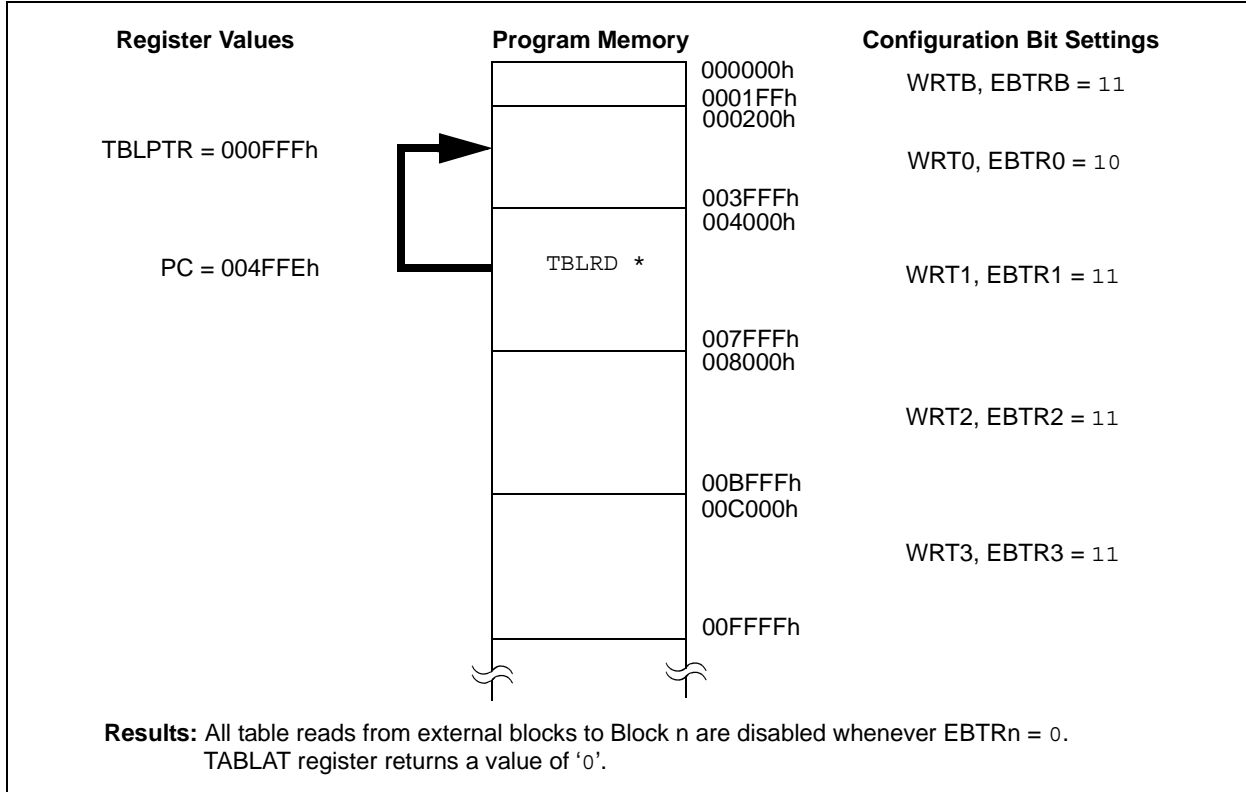 Register Values Program Memory Configuration Bit Settings
000000h
WRTB, EBTRB = 11
0001FFh
000200h
TBLPTR = 000FFFh
WRT0, EBTR0 = 10
003FFFh
004000h
PC = 004FFEh
TBLRD *
WRT1, EBTR1 = 11
007FFFh
008000h
WRT2, EBTR2 = 11
00BFFFh
00C000h
WRT3, EBTR3 = 11
00FFFFh
Results: All table reads from external blocks to Block n are disabled whenever EBTRn = 0.
TABLAT register returns a value of ‘0’.